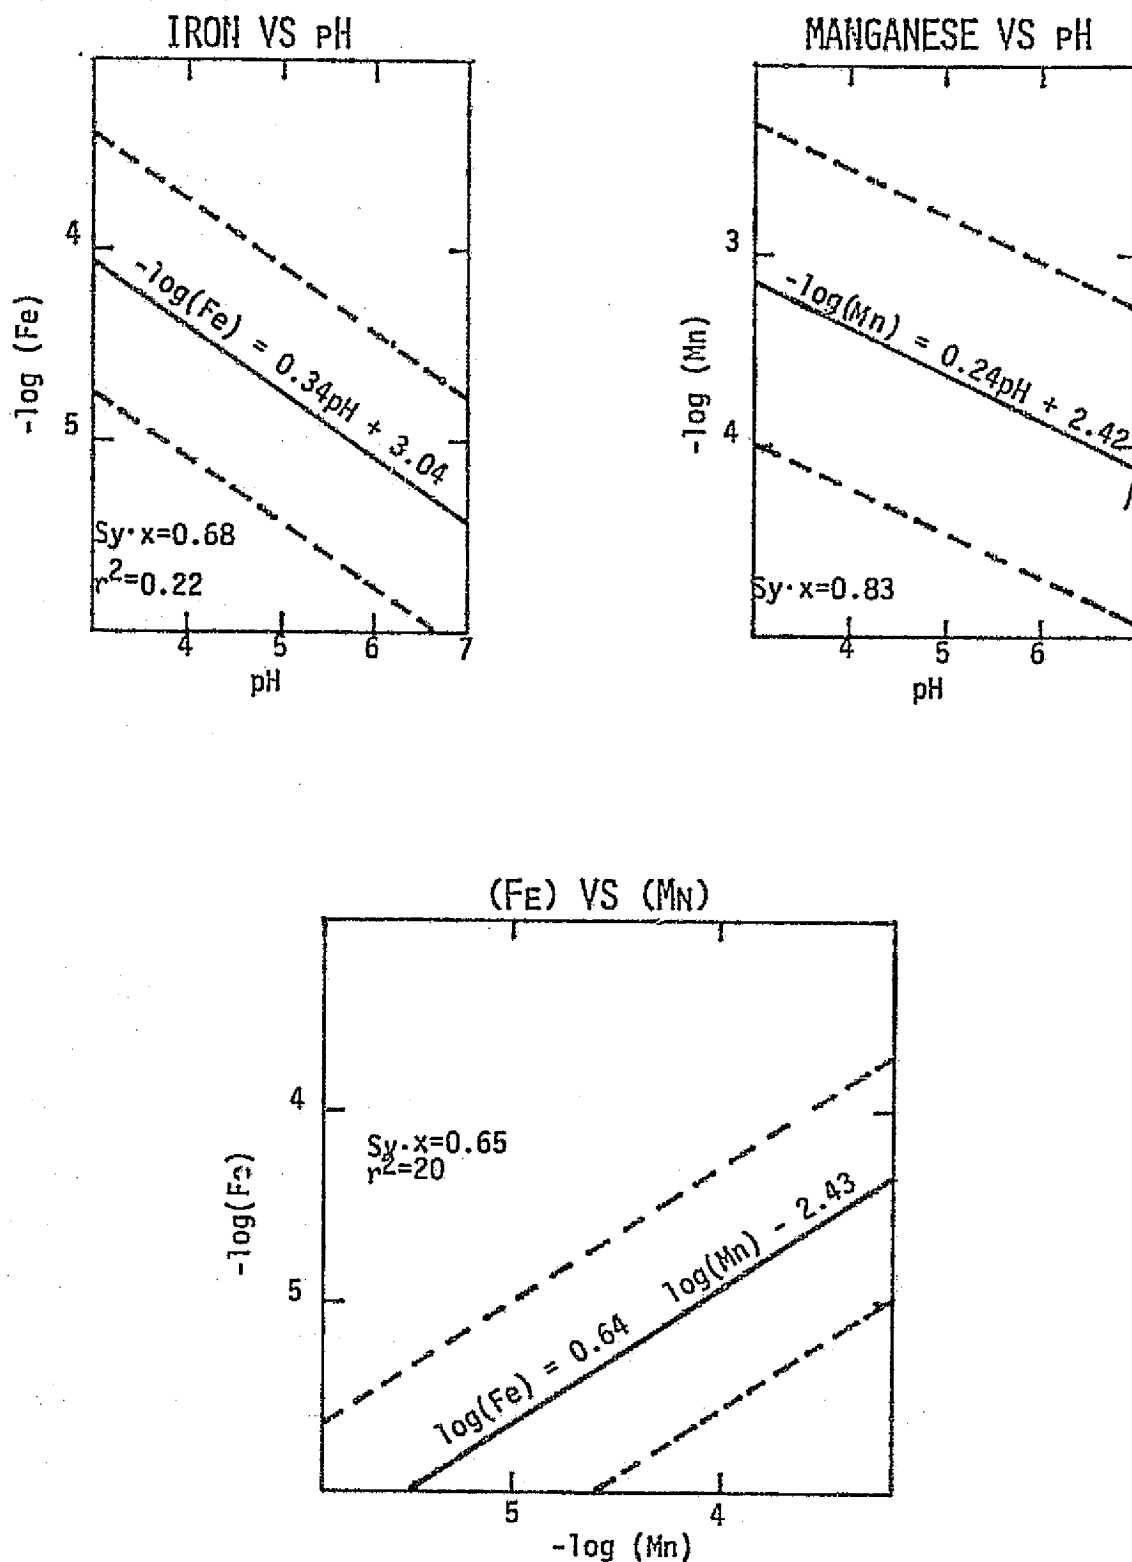 IRON VS pH
4
5
-log (Fe)
-log(Fe) = 0.34pH + 3.04
Sy·x=0.68
r²=0.22
4 5 6 7
pH
MANGANESE VS pH
3
4
-log (Mn)
-log(Mn) = 0.24pH + 2.42
Sy·x=0.83
4 5 6
pH
(FE) VS (MN)
4
5
-log(Fe)
Sy·x=0.65
r²=20
log(Fe) = 0.64 log(Mn) - 2.43
5 4
-log (Mn)